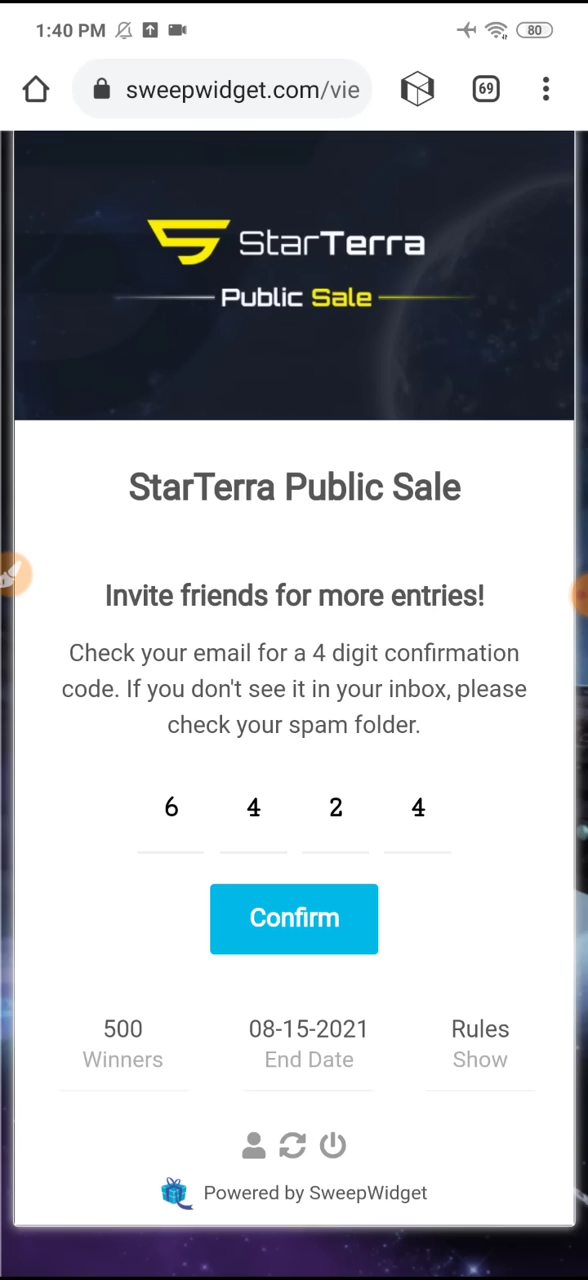 1:40 PM
80
sweepwidget.com/vie
69
StarTerra
Public Sale
StarTerra Public Sale
Invite friends for more entries!
Check your email for a 4 digit confirmation
code. If you don't see it in your inbox, please
check your spam folder.
6 4 2 4
Confirm
500 08-15-2021 Rules
Winners End Date Show
Powered by SweepWidget